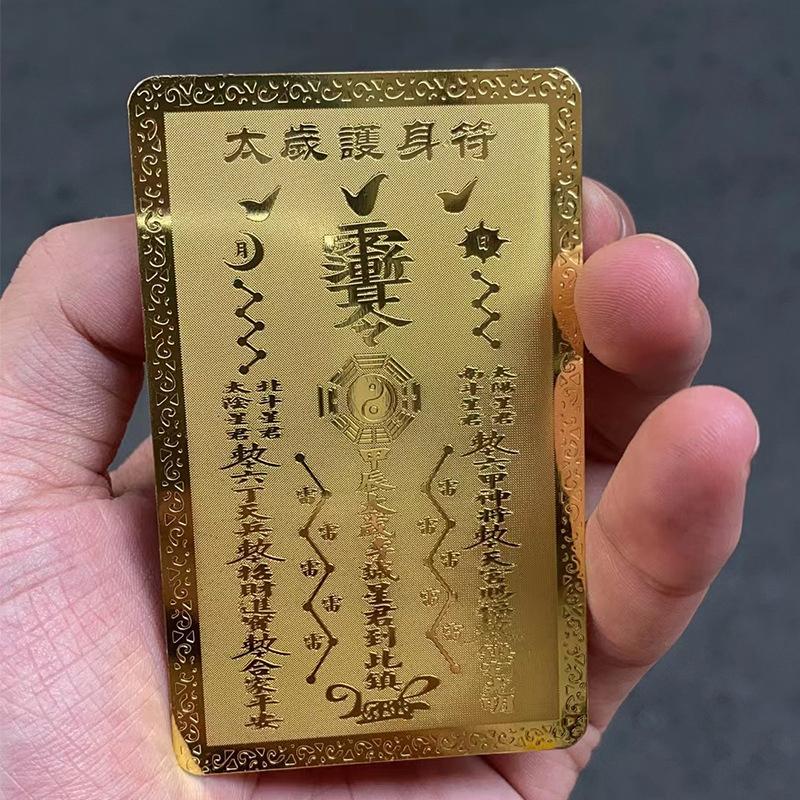 太歲護身符
日
月
太陽星君
南斗星君
敕六甲神將敕天官賜福
甲辰太歲李誠星君到此鎮
雷雷雷雷雷
雷雷雷雷
北斗星君
太陰星君
敕六丁天兵敕招財進寶敕合家平安